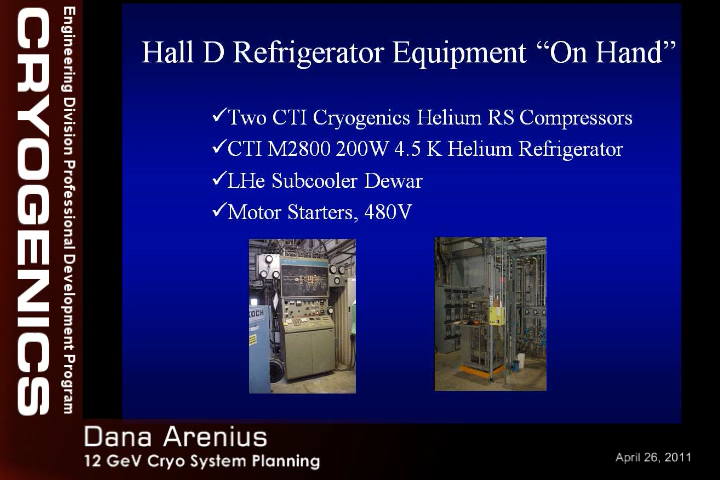 CRYOGENICS
Engineering Division Professional Development Program
Hall D Refrigerator Equipment “On Hand”
✓Two CTI Cryogenics Helium RS Compressors
✓CTI M2800 200W 4.5 K Helium Refrigerator
✓LHe Subcooler Dewar
✓Motor Starters, 480V
Dana Arenius
12 GeV Cryo System Planning
April 26, 2011